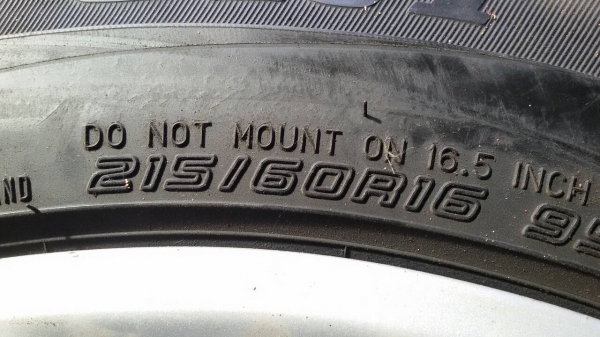 DO NOT MOUNT ON 16.5 INCH
215/60R16